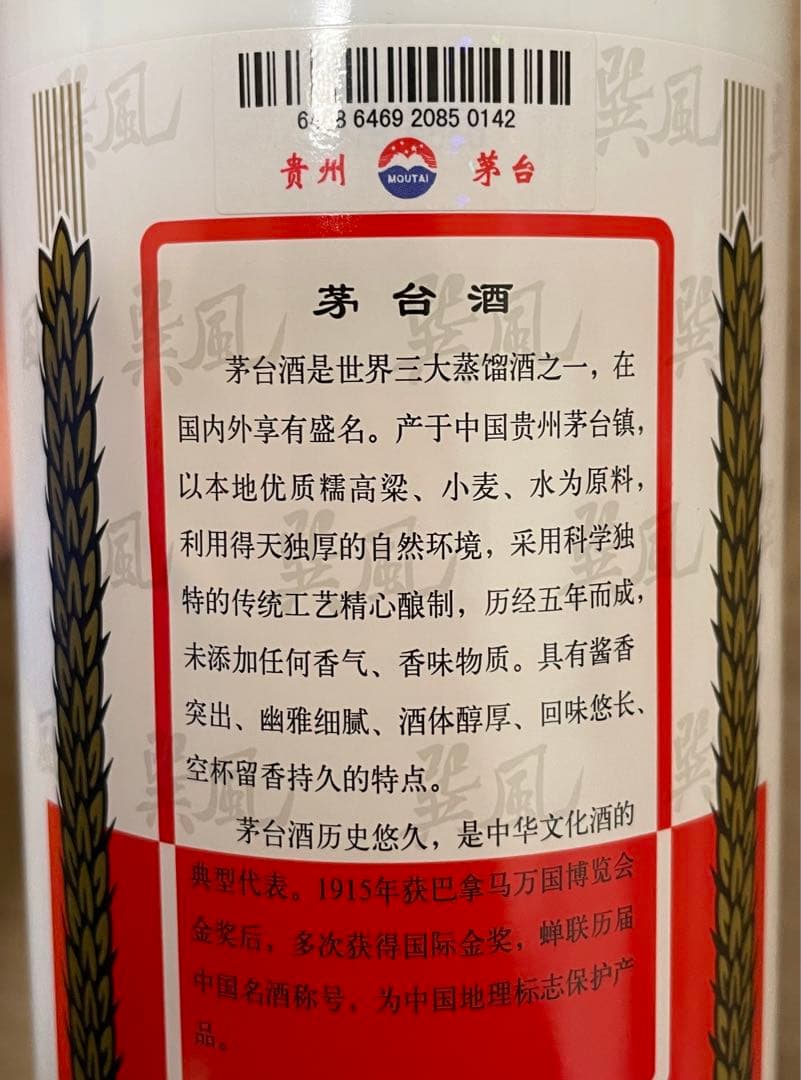 6469 2085 0142
贵州 MOUTAI 茅台
茅台酒
茅台酒是世界三大蒸馏酒之一，在
国内外享有盛名。产于中国贵州茅台镇，
以本地优质糯高粱、小麦、水为原料，
利用得天独厚的自然环境，采用科学独
特的传统工艺精心酿制，历经五年而成，
未添加任何香气、香味物质。具有酱香
突出、幽雅细腻、酒体醇厚、回味悠长、
空杯留香持久的特点。
茅台酒历史悠久，是中华文化酒的
典型代表。1915年获巴拿马万国博览会
金奖后，多次获得国际金奖，蝉联历届
中国名酒称号，为中国地理标志保护产
品。
巽風